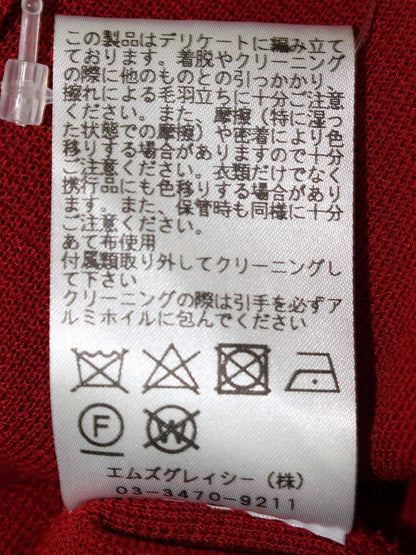 この製品はデリケートに編み立て
ております。着脱やクリーニング
の際に他のものとの引っかかり、
擦れによる毛羽立ちに十分ご注意
ください。また、摩擦(特に湿っ
た状態での摩擦)や密着により色
移りする場合がありますので十分
ご注意ください。衣類だけでなく
携行品にも色移りする場合があり
ます。また、保管時も同様に十分
ご注意ください。
あて布使用
付属類取り外してクリーニングし
て下さい
クリーニングの際は引手を必ずア
ルミホイルに包んでください
F
W
エムズグレイシー(株)
03-3470-9211